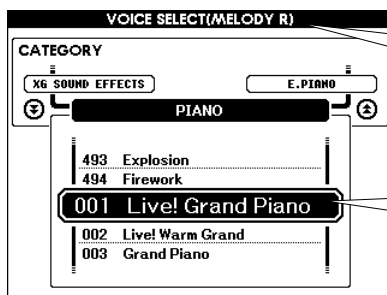 VOICE SELECT(MELODY R)
CATEGORY
XG SOUND EFFECTS E.PIANO
PIANO
493 Explosion
494 Firework
001 Live! Grand Piano
002 Live! Warm Grand
003 Grand Piano